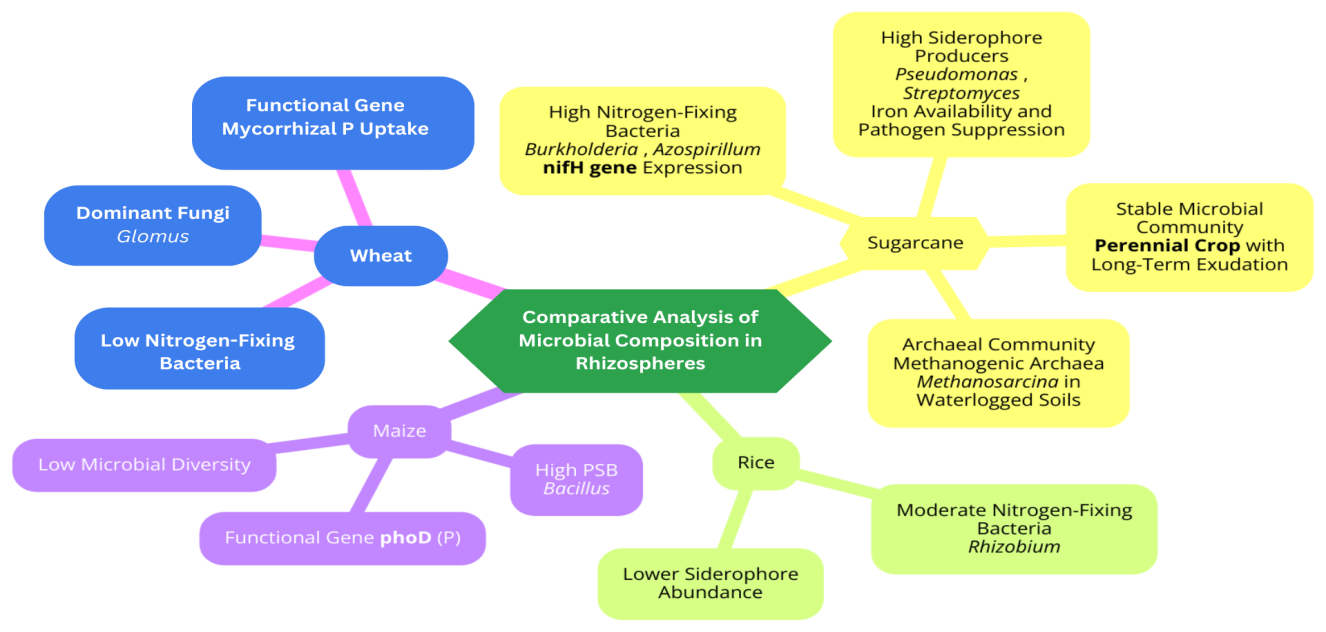 Comparative Analysis of
Microbial Composition in
Rhizospheres
Wheat
Functional Gene
Mycorrhizal P Uptake
Dominant Fungi
Glomus
Low Nitrogen-Fixing
Bacteria
Sugarcane
High Nitrogen-Fixing
Bacteria
Burkholderia , Azospirillum
nifH gene Expression
High Siderophore
Producers
Pseudomonas ,
Streptomyces
Iron Availability and
Pathogen Suppression
Stable Microbial
Community
Perennial Crop with
Long-Term Exudation
Archaeal Community
Methanogenic Archaea
Methanosarcina in
Waterlogged Soils
Maize
Low Microbial Diversity
Functional Gene phoD (P)
High PSB
Bacillus
Rice
Lower Siderophore
Abundance
Moderate Nitrogen-Fixing
Bacteria
Rhizobium